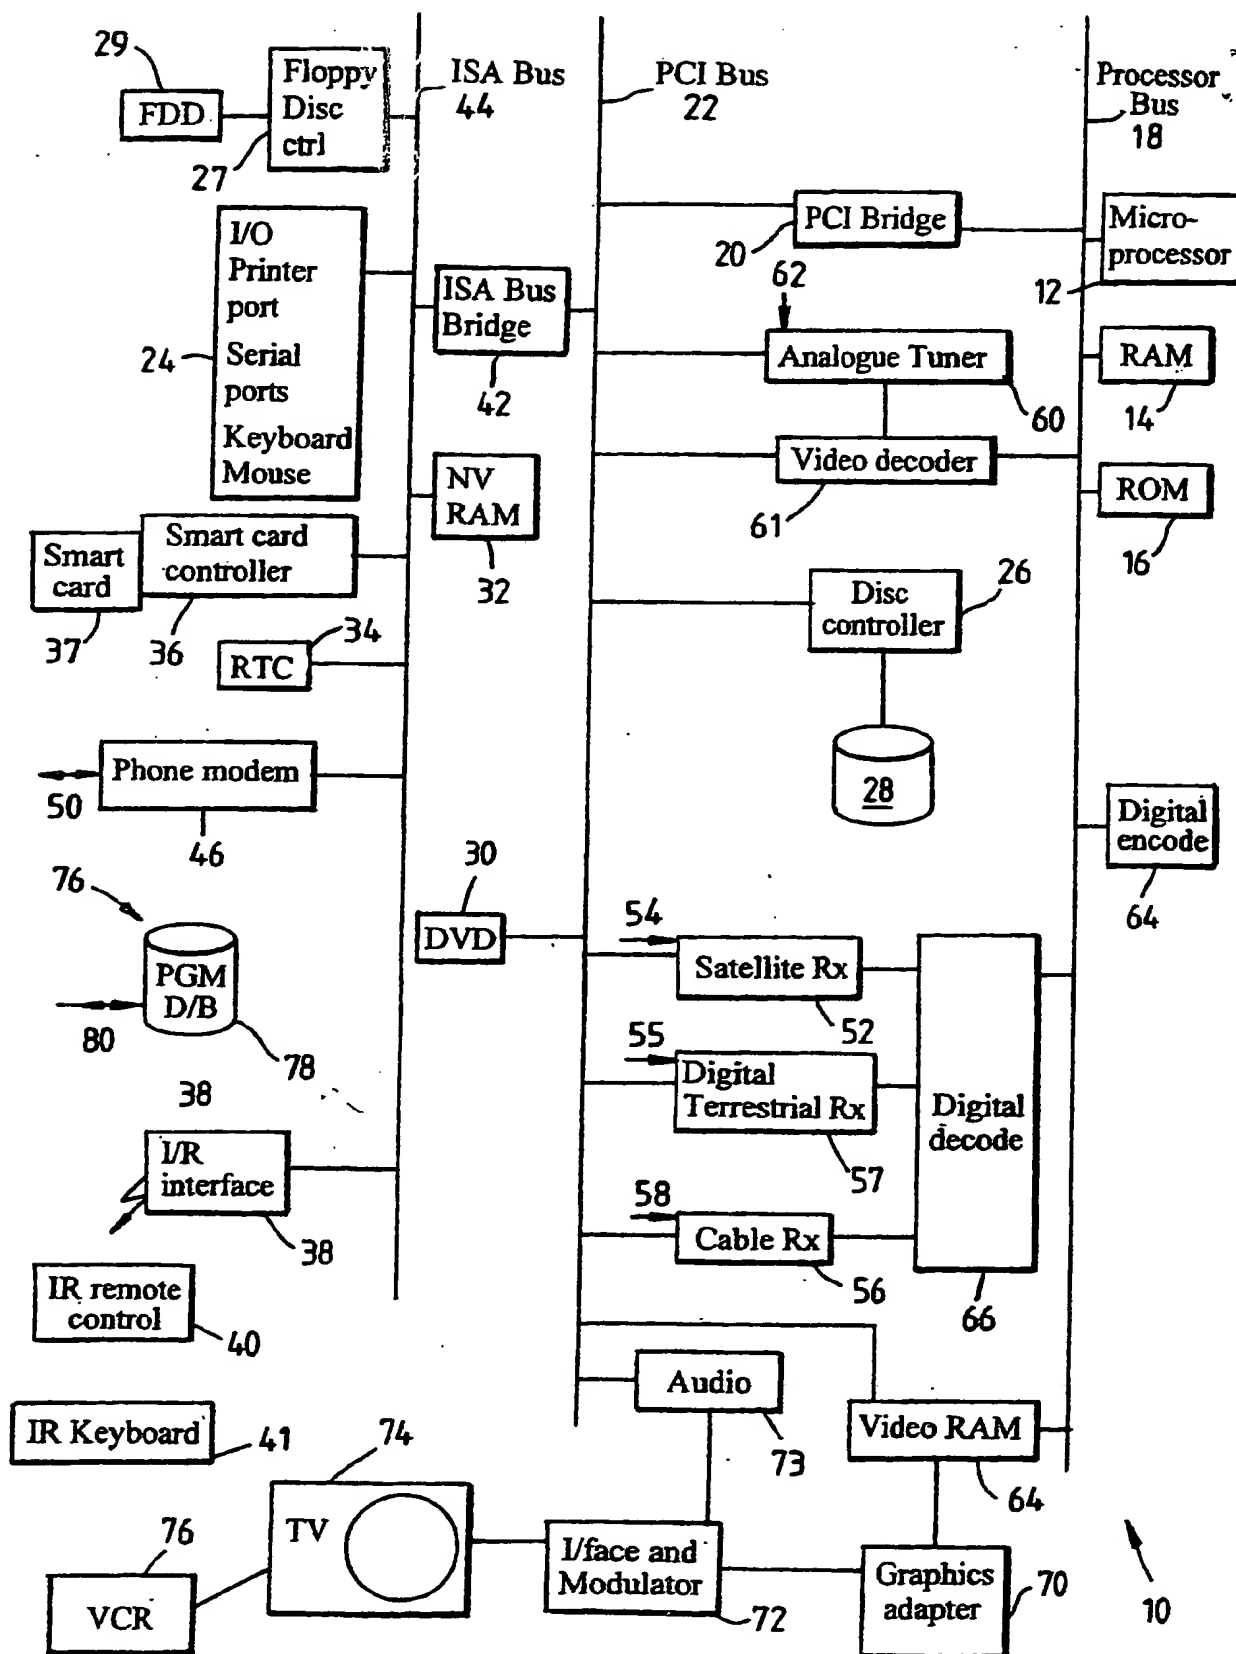 29
FDD
Floppy
Disc
ctrl
27
ISA Bus
44
PCI Bus
22
Processor
Bus
18
I/O
Printer
port
Serial
ports
Keyboard
Mouse
24
ISA Bus
Bridge
42
PCI Bridge
20
Micro-
processor
12
62
Analogue Tuner
60
RAM
14
Video decoder
61
ROM
16
NV
RAM
32
Smart
card
37
Smart card
controller
36
34
RTC
Disc
controller
26
28
Phone modem
50
46
Digital
encode
64
76
PGM
D/B
80
78
30
DVD
54
Satellite Rx
52
55
Digital
Terrestrial Rx
57
58
Cable Rx
56
Digital
decode
66
38
I/R
interface
38
IR remote
control
40
IR Keyboard
41
Audio
73
Video RAM
64
74
TV
76
VCR
I/face and
Modulator
72
Graphics
adapter
70
10